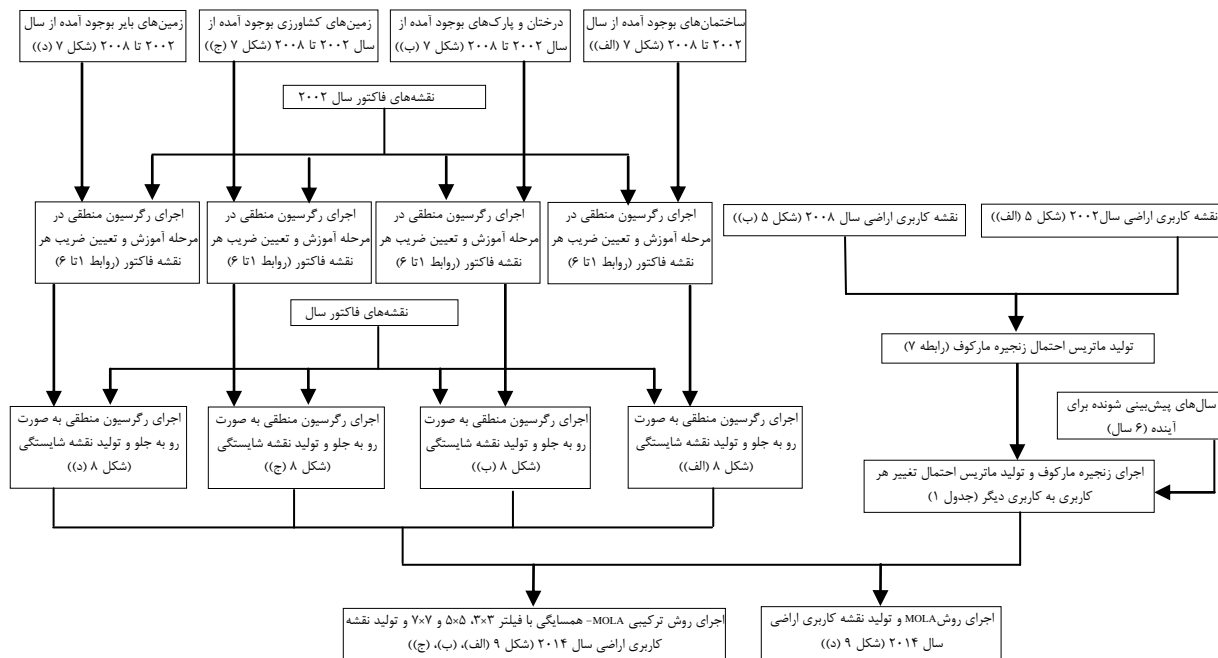 ساختمان‌های بوجود آمده از سال
۲۰۰۲ تا ۲۰۰۸ (شکل ۷ (الف))
درختان و پارک‌های بوجود آمده از
سال ۲۰۰۲ تا ۲۰۰۸ (شکل ۷ (ب))
زمین‌های کشاورزی بوجود آمده از
سال ۲۰۰۲ تا ۲۰۰۸ (شکل ۷ (ج))
زمین‌های بایر بوجود آمده از سال
۲۰۰۲ تا ۲۰۰۸ (شکل ۷ (د))
نقشه‌های فاکتور سال ۲۰۰۲
اجرای رگرسیون منطقی در
مرحله آموزش و تعیین ضریب هر
نقشه فاکتور (روابط ۱تا ۶)
اجرای رگرسیون منطقی در
مرحله آموزش و تعیین ضریب هر
نقشه فاکتور (روابط ۱تا ۶)
اجرای رگرسیون منطقی در
مرحله آموزش و تعیین ضریب هر
نقشه فاکتور (روابط ۱تا ۶)
اجرای رگرسیون منطقی در
مرحله آموزش و تعیین ضریب هر
نقشه فاکتور (روابط ۱تا ۶)
نقشه کاربری اراضی سال۲۰۰۲ (شکل ۵ (الف))
نقشه کاربری اراضی سال ۲۰۰۸ (شکل ۵ (ب))
نقشه‌های فاکتور سال
تولید ماتریس احتمال زنجیره مارکوف (رابطه ۷)
سال‌های پیش‌بینی شونده برای
آینده (۶ سال)
اجرای رگرسیون منطقی به صورت
رو به جلو و تولید نقشه شایستگی
(شکل ۸ (الف))
اجرای رگرسیون منطقی به صورت
رو به جلو و تولید نقشه شایستگی
(شکل ۸ (ب))
اجرای رگرسیون منطقی به صورت
رو به جلو و تولید نقشه شایستگی
(شکل ۸ (ج))
اجرای رگرسیون منطقی به صورت
رو به جلو و تولید نقشه شایستگی
(شکل ۸ (د))
اجرای زنجیره مارکوف و تولید ماتریس احتمال تغییر هر
کاربری به کاربری دیگر (جدول ۱)
اجرای روشMOLA و تولید نقشه کاربری اراضی
سال ۲۰۱۴ (شکل ۹ (د))
اجرای روش ترکیبی MOLA- همسایگی با فیلتر ۳×۳، ۵×۵ و ۷×۷ و تولید نقشه
کاربری اراضی سال ۲۰۱۴ (شکل ۹ (الف)، (ب)، (ج))